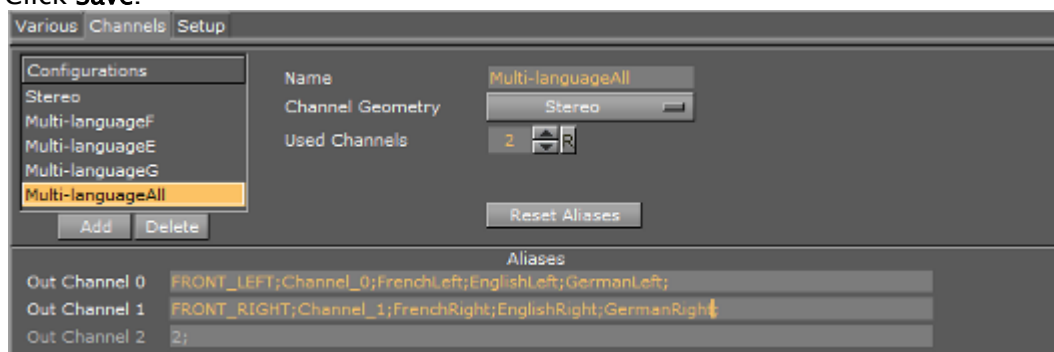 Click Save.
Various Channels Setup
Configurations
Stereo
Multi-languageF
Multi-languageE
Multi-languageG
Multi-languageAll
Add Delete
Name Multi-languageAll
Channel Geometry Stereo
Used Channels 2 R
Reset Aliases
Aliases
Out Channel 0 FRONT_LEFT;Channel_0;FrenchLeft;EnglishLeft;GermanLeft;
Out Channel 1 FRONT_RIGHT;Channel_1;FrenchRight;EnglishRight;GermanRight;
Out Channel 2 2;